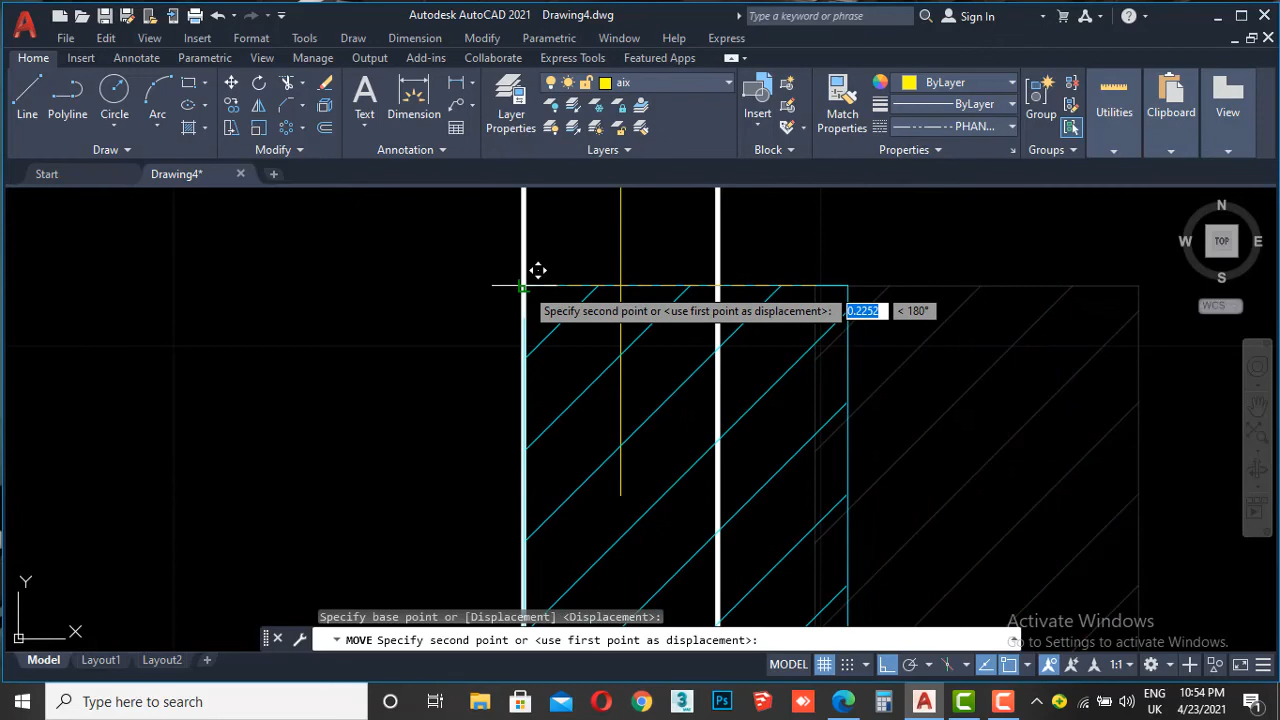 Autodesk AutoCAD 2021 Drawing4.dwg
Type a keyword or phrase
Sign In
File Edit View Insert Format Tools Draw Dimension Modify Parametric Window Help Express
Home Insert Annotate Parametric View Manage Output Add-ins Collaborate Express Tools Featured Apps
Line Polyline Circle Arc
Text Dimension
Layer Properties
aix
Insert
Match Properties
ByLayer
ByLayer
PHAN...
Group Utilities Clipboard View
Draw Modify Annotation Layers Block Properties Groups
Start Drawing4*
N
W TOP E
S
WCS
Specify second point or <use first point as displacement>: 0.2252 < 180°
Y
X
Specify base point or [Displacement] <Displacement>:
MOVE Specify second point or <use first point as displacement>:
Activate Windows
Go to Settings to activate Windows.
Model Layout1 Layout2 +
MODEL 1:1
Type here to search
3
Ps
A
C
C
ENG
UK
10:54 PM
4/23/2021
1